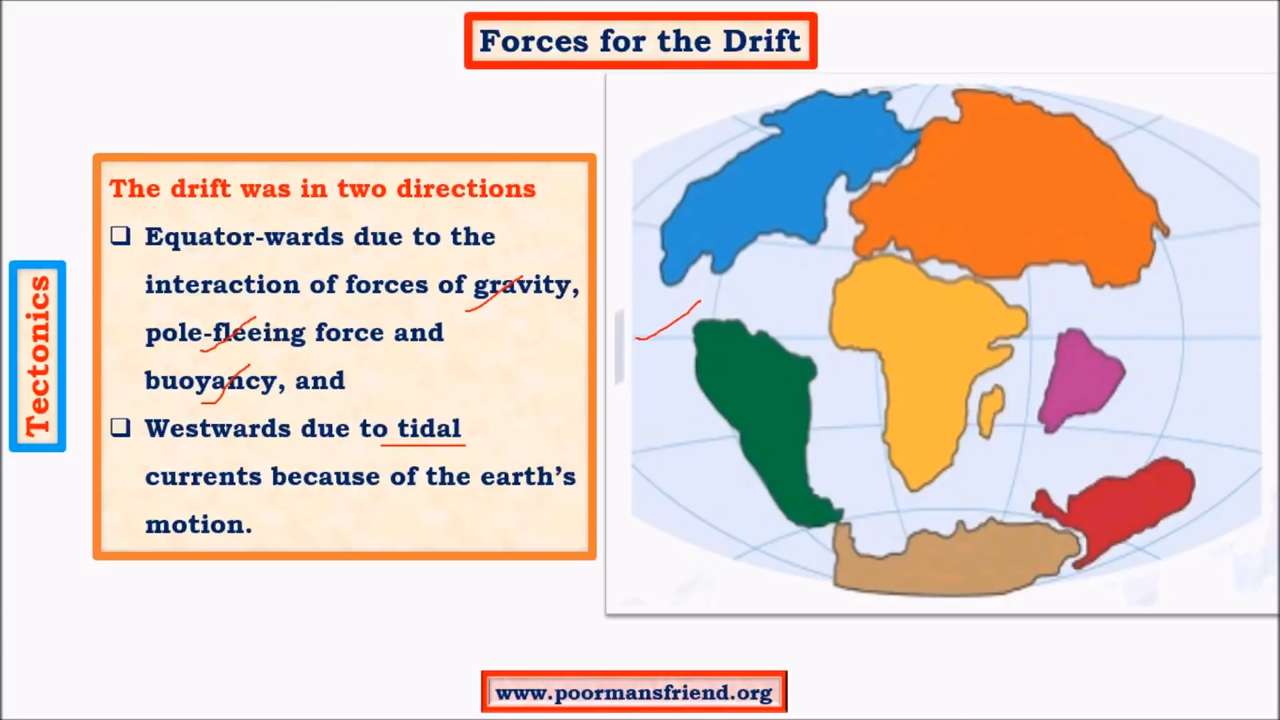 Forces for the Drift
Tectonics
The drift was in two directions
❑ Equator-wards due to the
interaction of forces of gravity,
pole-fleeing force and
buoyancy, and
❑ Westwards due to tidal
currents because of the earth’s
motion.
www.poormansfriend.org